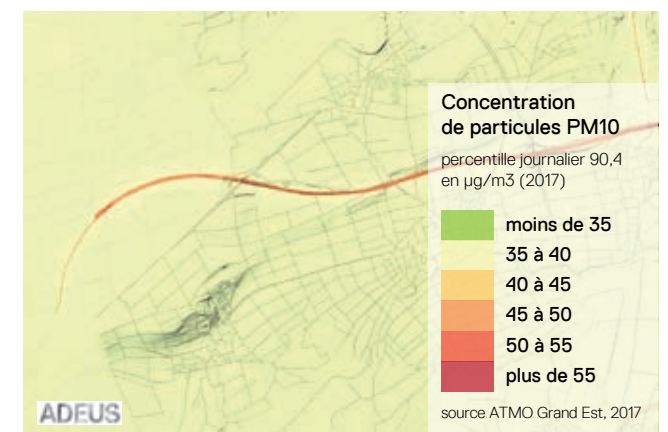 Concentration
de particules PM10
percentille journalier 90,4
en µg/m3 (2017)
moins de 35
35 à 40
40 à 45
45 à 50
50 à 55
plus de 55
source ATMO Grand Est, 2017
ADEUS